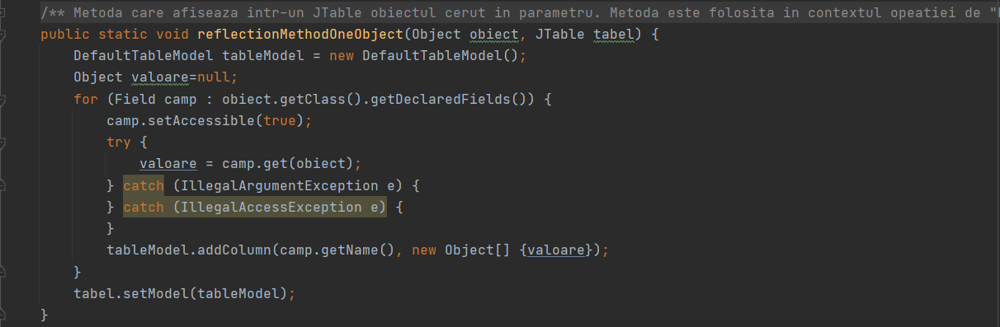 /** Metoda care afiseaza intr-un JTable obiectul cerut in parametru. Metoda este folosita in contextul opeatiei de "
public static void reflectionMethodOneObject(Object obiect, JTable tabel) {
    DefaultTableModel tableModel = new DefaultTableModel();
    Object valoare=null;
    for (Field camp : obiect.getClass().getDeclaredFields()) {
        camp.setAccessible(true);
        try {
            valoare = camp.get(obiect);
        } catch (IllegalArgumentException e) {
        } catch (IllegalAccessException e) {
        }
        tableModel.addColumn(camp.getName(), new Object[] {valoare});
    }
    tabel.setModel(tableModel);
}